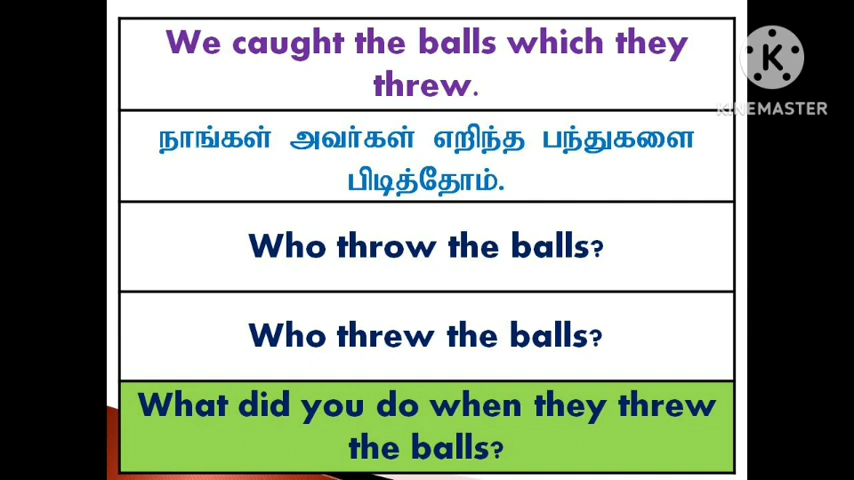 We caught the balls which they
threw.
நாங்கள் அவர்கள் எறிந்த பந்துகளை
பிடித்தோம்.
Who throw the balls?
Who threw the balls?
What did you do when they threw
the balls?
K
KINEMASTER